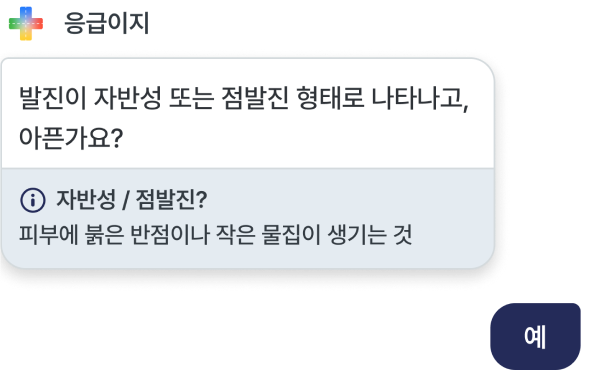 응급이지
발진이 자반성 또는 점발진 형태로 나타나고,
아픈가요?
자반성 / 점발진?
피부에 붉은 반점이나 작은 물집이 생기는 것
예